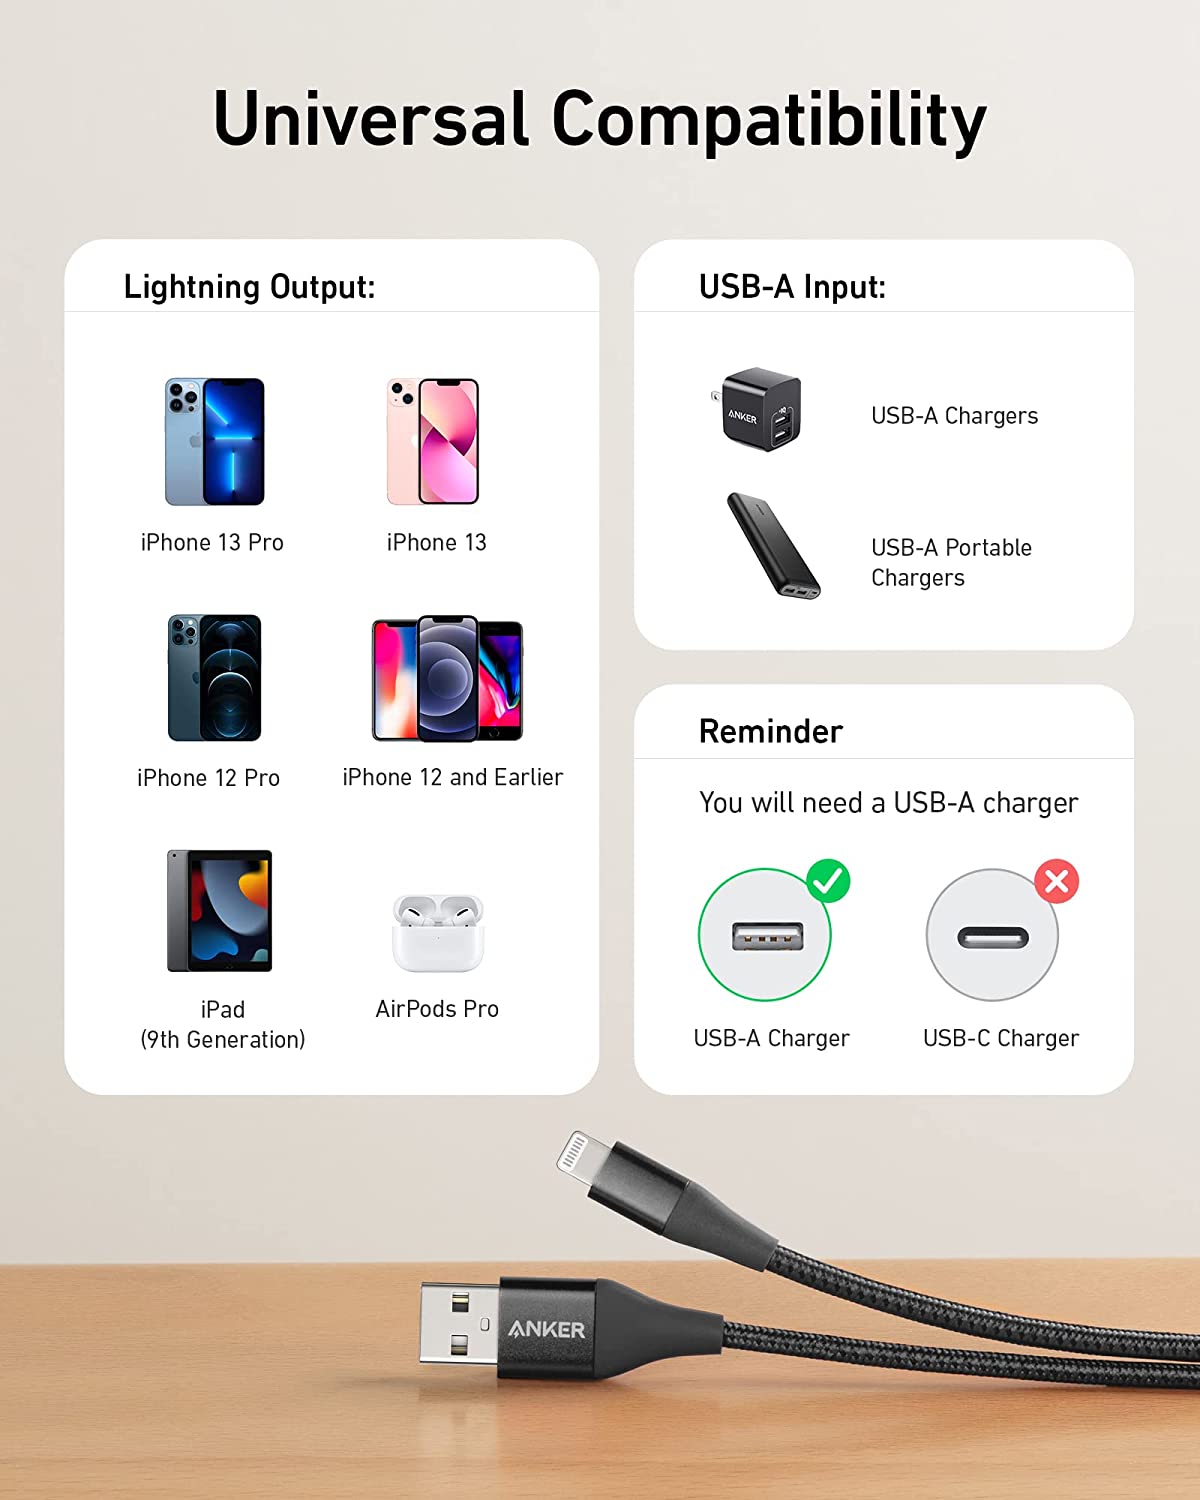 Universal Compatibility
Lightning Output:
iPhone 13 Pro
iPhone 13
iPhone 12 Pro
iPhone 12 and Earlier
iPad
(9th Generation)
AirPods Pro
USB-A Input:
ANKER
USB-A Chargers
USB-A Portable
Chargers
Reminder
You will need a USB-A charger
USB-A Charger
USB-C Charger
ANKER